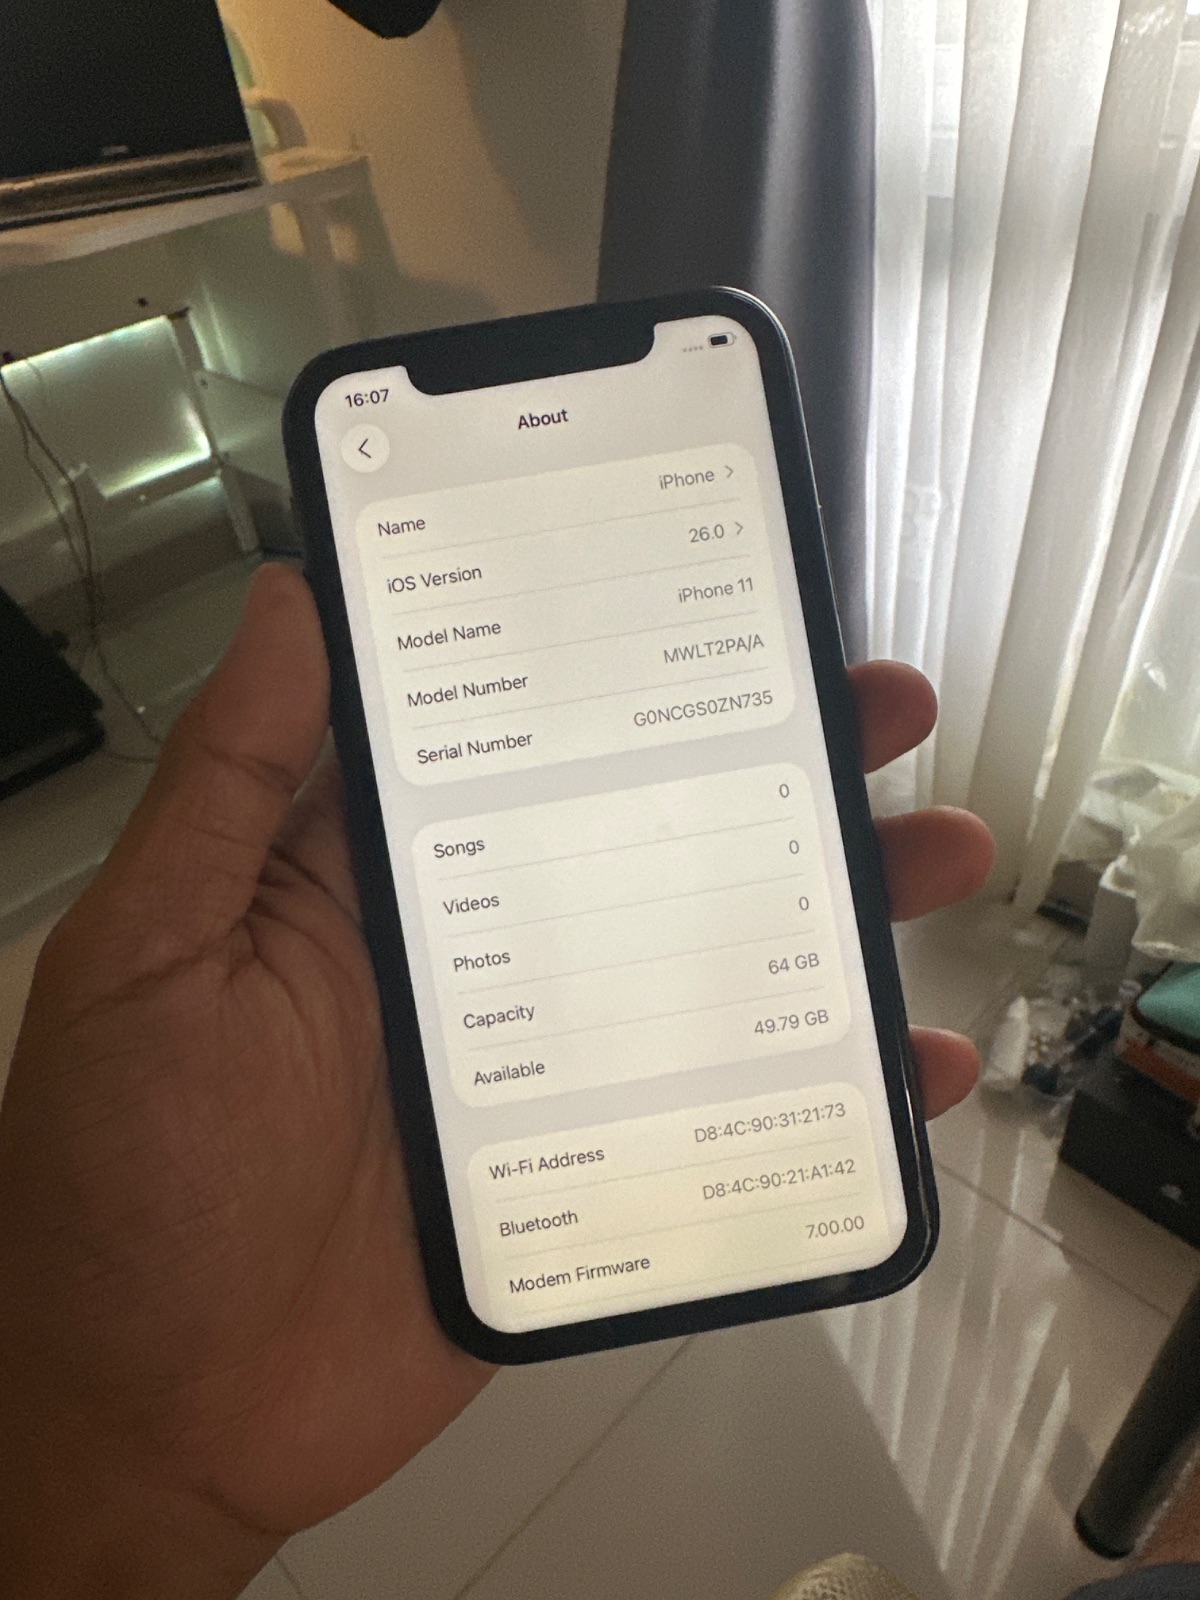 16:07
About
Name iPhone
iOS Version 26.0
Model Name iPhone 11
Model Number MWLT2PA/A
Serial Number G0NCGS0ZN735
Songs 0
Videos 0
Photos 0
Capacity 64 GB
Available 49.79 GB
Wi-Fi Address D8:4C:90:31:21:73
Bluetooth D8:4C:90:21:A1:42
Modem Firmware 7.00.00